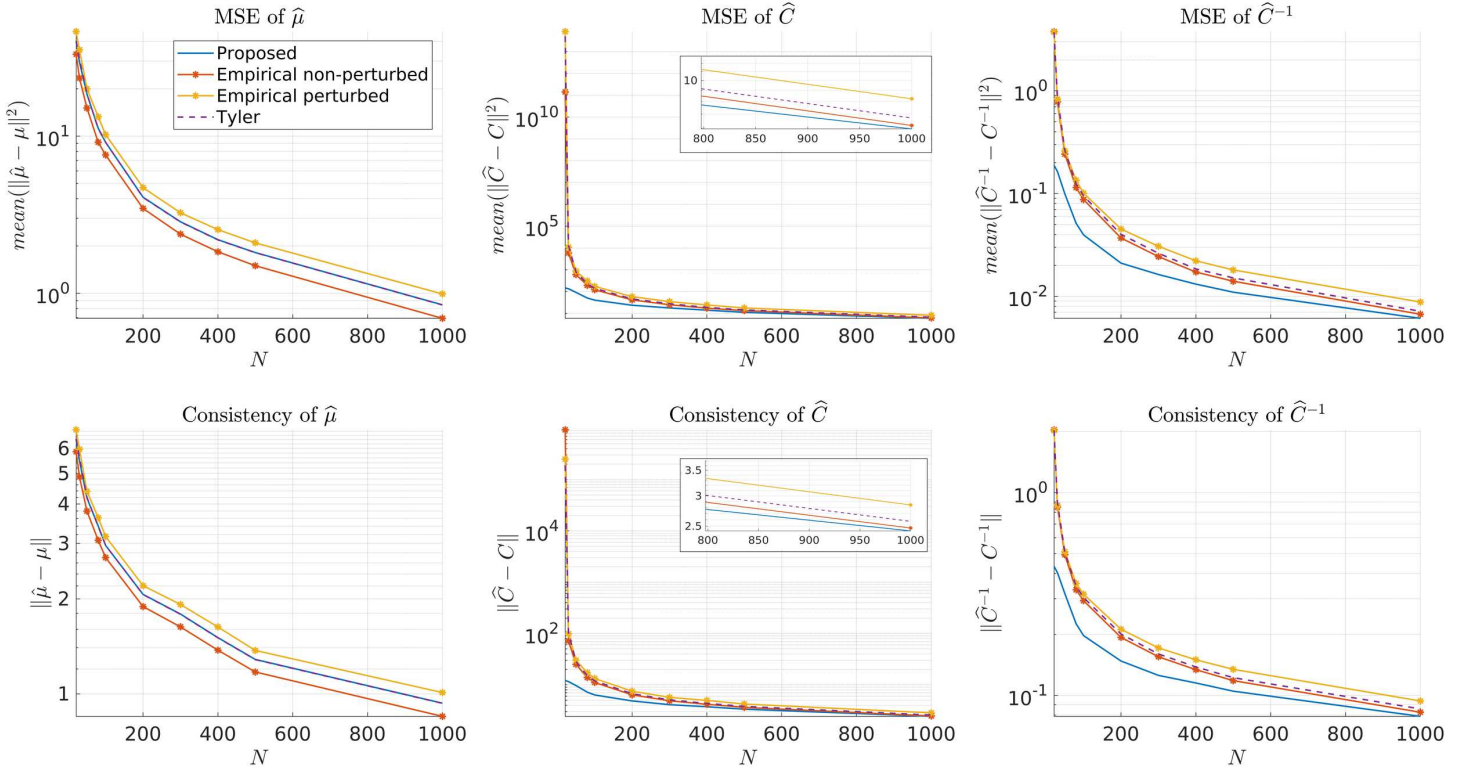 MSE of μ̂
Proposed
Empirical non-perturbed
Empirical perturbed
Tyler
10¹
10⁰
mean(||μ̂ − μ||²)
200 400 600 800 1000
N
MSE of Ĉ
10¹⁰
10⁵
mean(||Ĉ − C||²)
10
800 850 900 950 1000
200 400 600 800 1000
N
MSE of Ĉ⁻¹
10⁰
10⁻¹
10⁻²
mean(||Ĉ⁻¹ − C⁻¹||²)
200 400 600 800 1000
N
Consistency of μ̂
6
5
4
3
2
1
||μ̂ − μ||
200 400 600 800 1000
N
Consistency of Ĉ
10⁴
10²
||Ĉ − C||
3.5
3
2.5
800 850 900 950 1000
200 400 600 800 1000
N
Consistency of Ĉ⁻¹
10⁰
10⁻¹
||Ĉ⁻¹ − C⁻¹||
200 400 600 800 1000
N